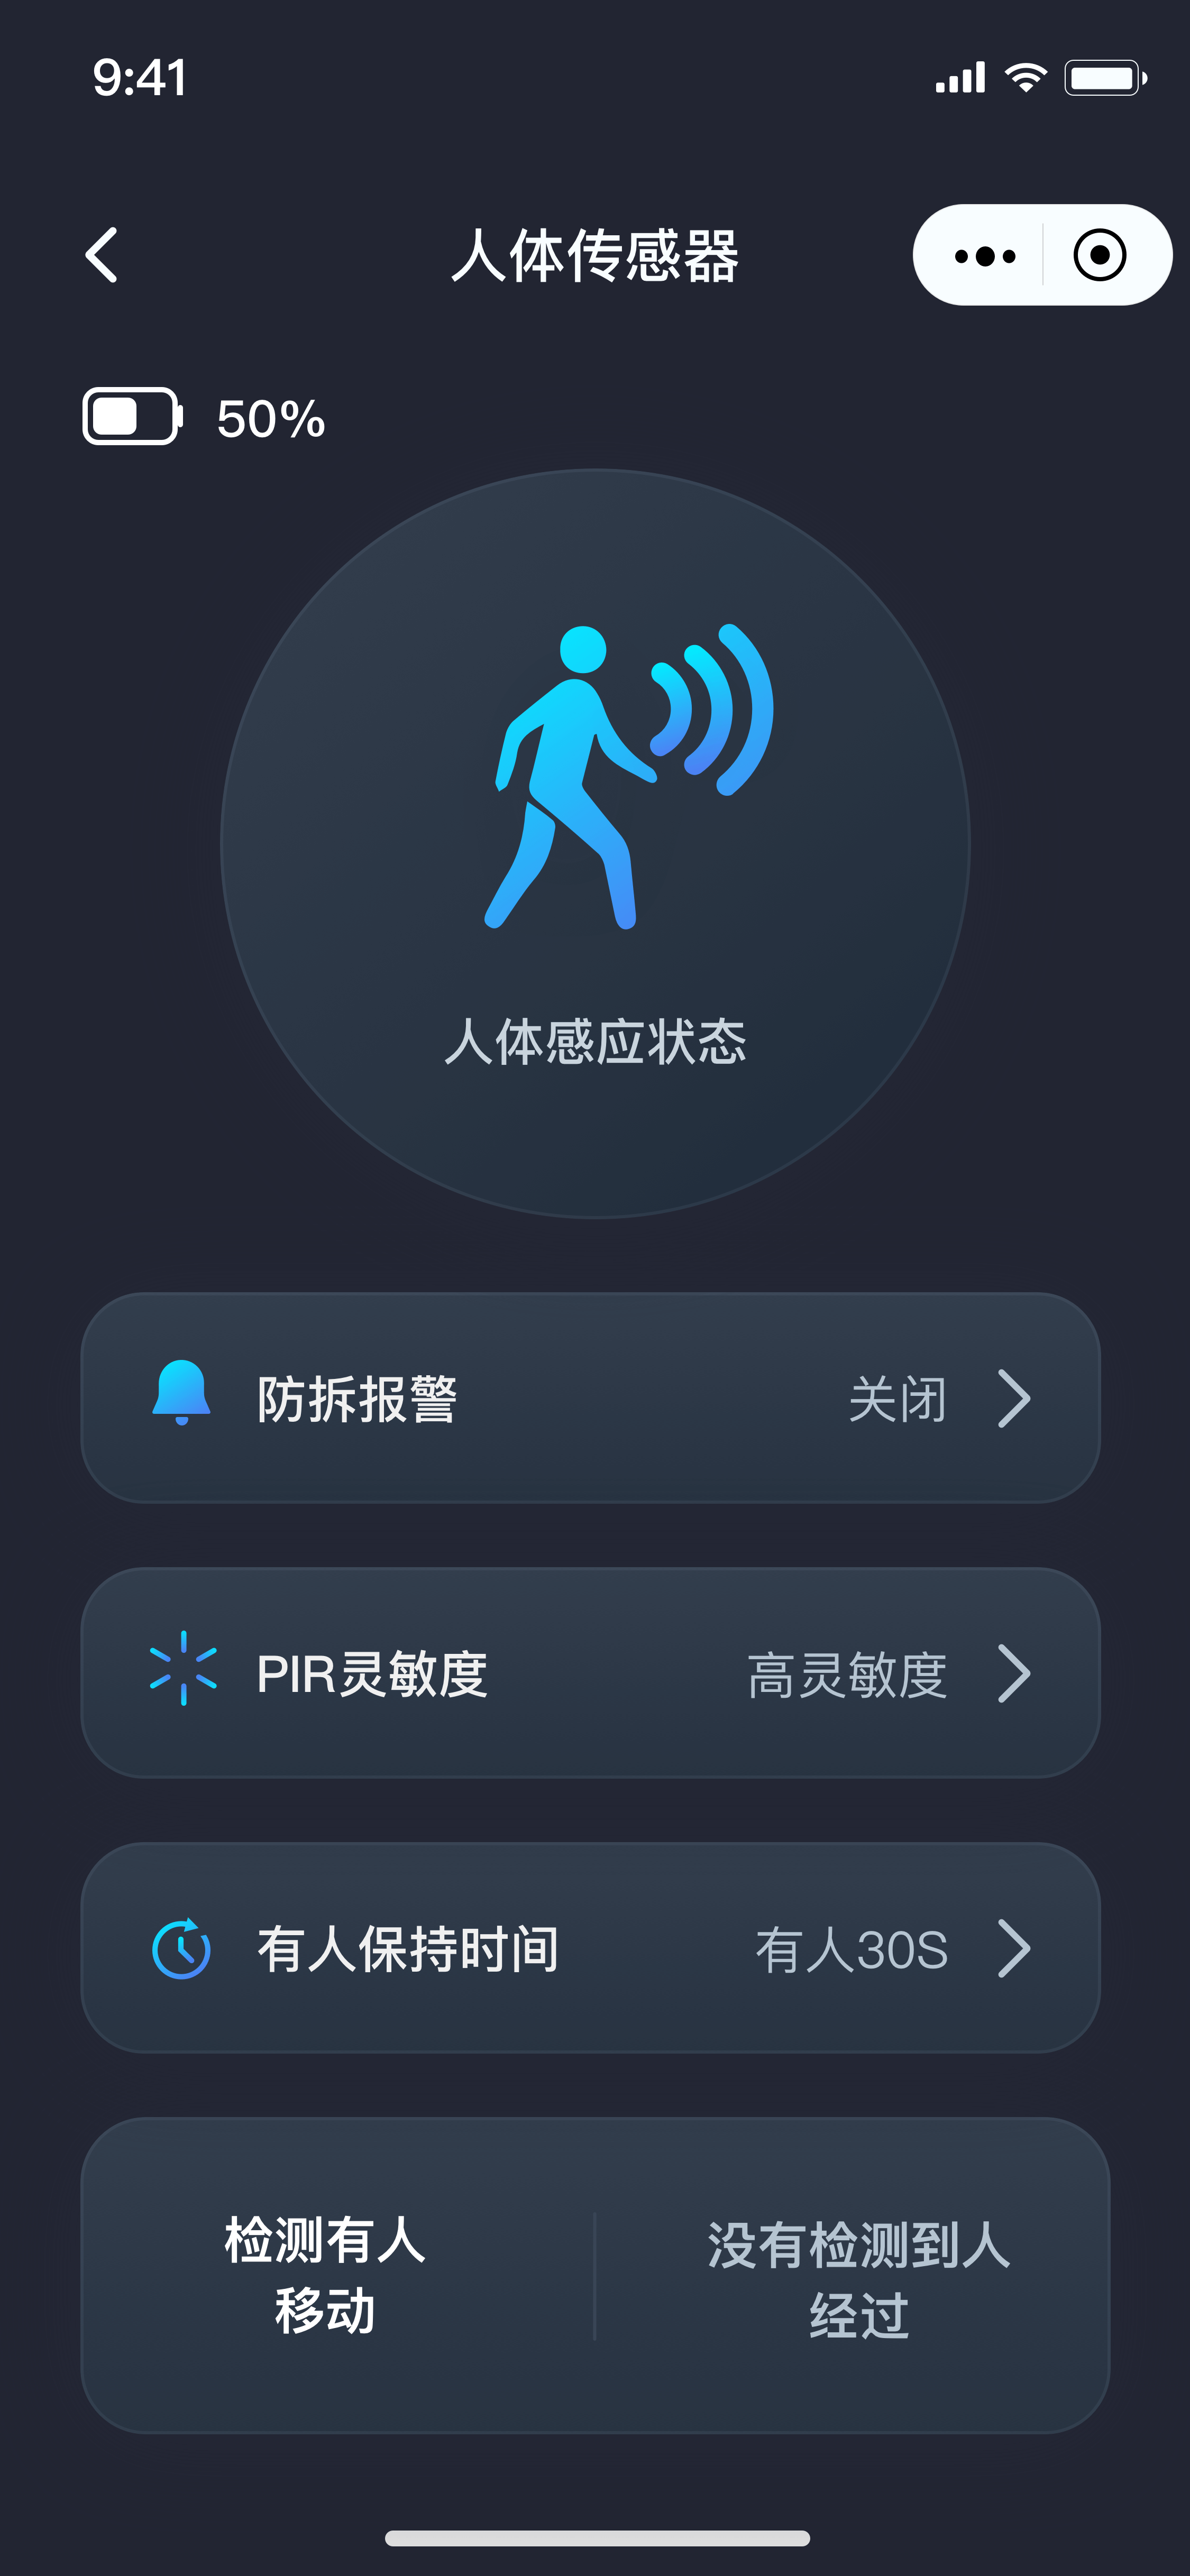 9:41
人体传感器
50%
人体感应状态
防拆报警 关闭
PIR灵敏度 高灵敏度
有人保持时间 有人30S
检测有人
移动
没有检测到人
经过